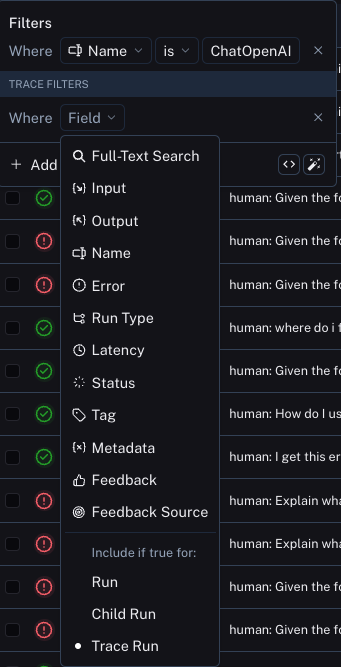 Filters
Where Name is ChatOpenAI
TRACE FILTERS
Where Field
Add
Full-Text Search
Input
Output
Name
Error
Run Type
Latency
Status
Tag
Metadata
Feedback
Feedback Source
Include if true for:
Run
Child Run
Trace Run
human: Given the fo
human: Given the fo
human: Given the fo
human: where do i f
human: Given the fo
human: How do I us
human: I get this er
human: Explain wha
human: Explain wha
human: Given the fo
human: Given the fo